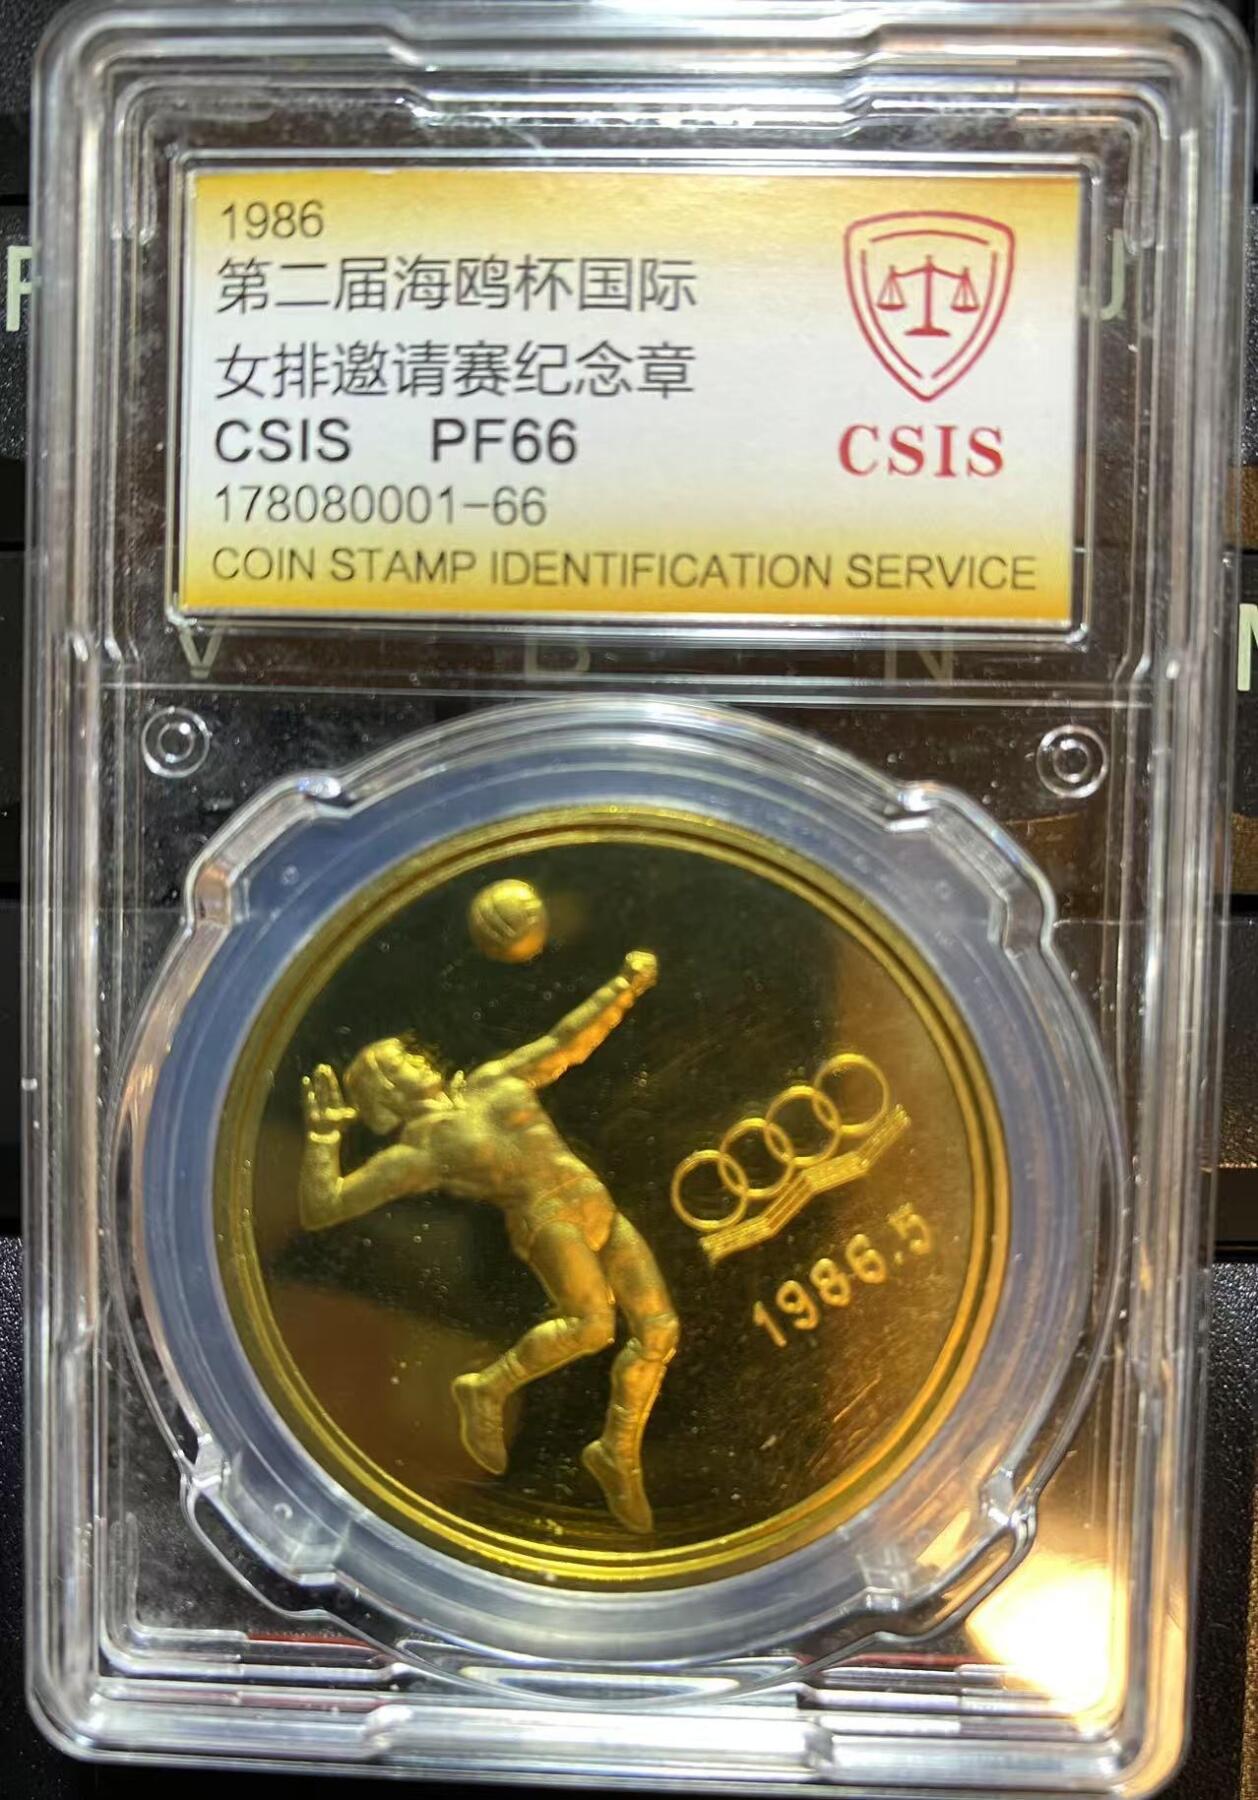 1986
第二届海鸥杯国际
女排邀请赛纪念章
CSIS PF66
178080001-66
COIN STAMP IDENTIFICATION SERVICE
CSIS
1986.5
V B N